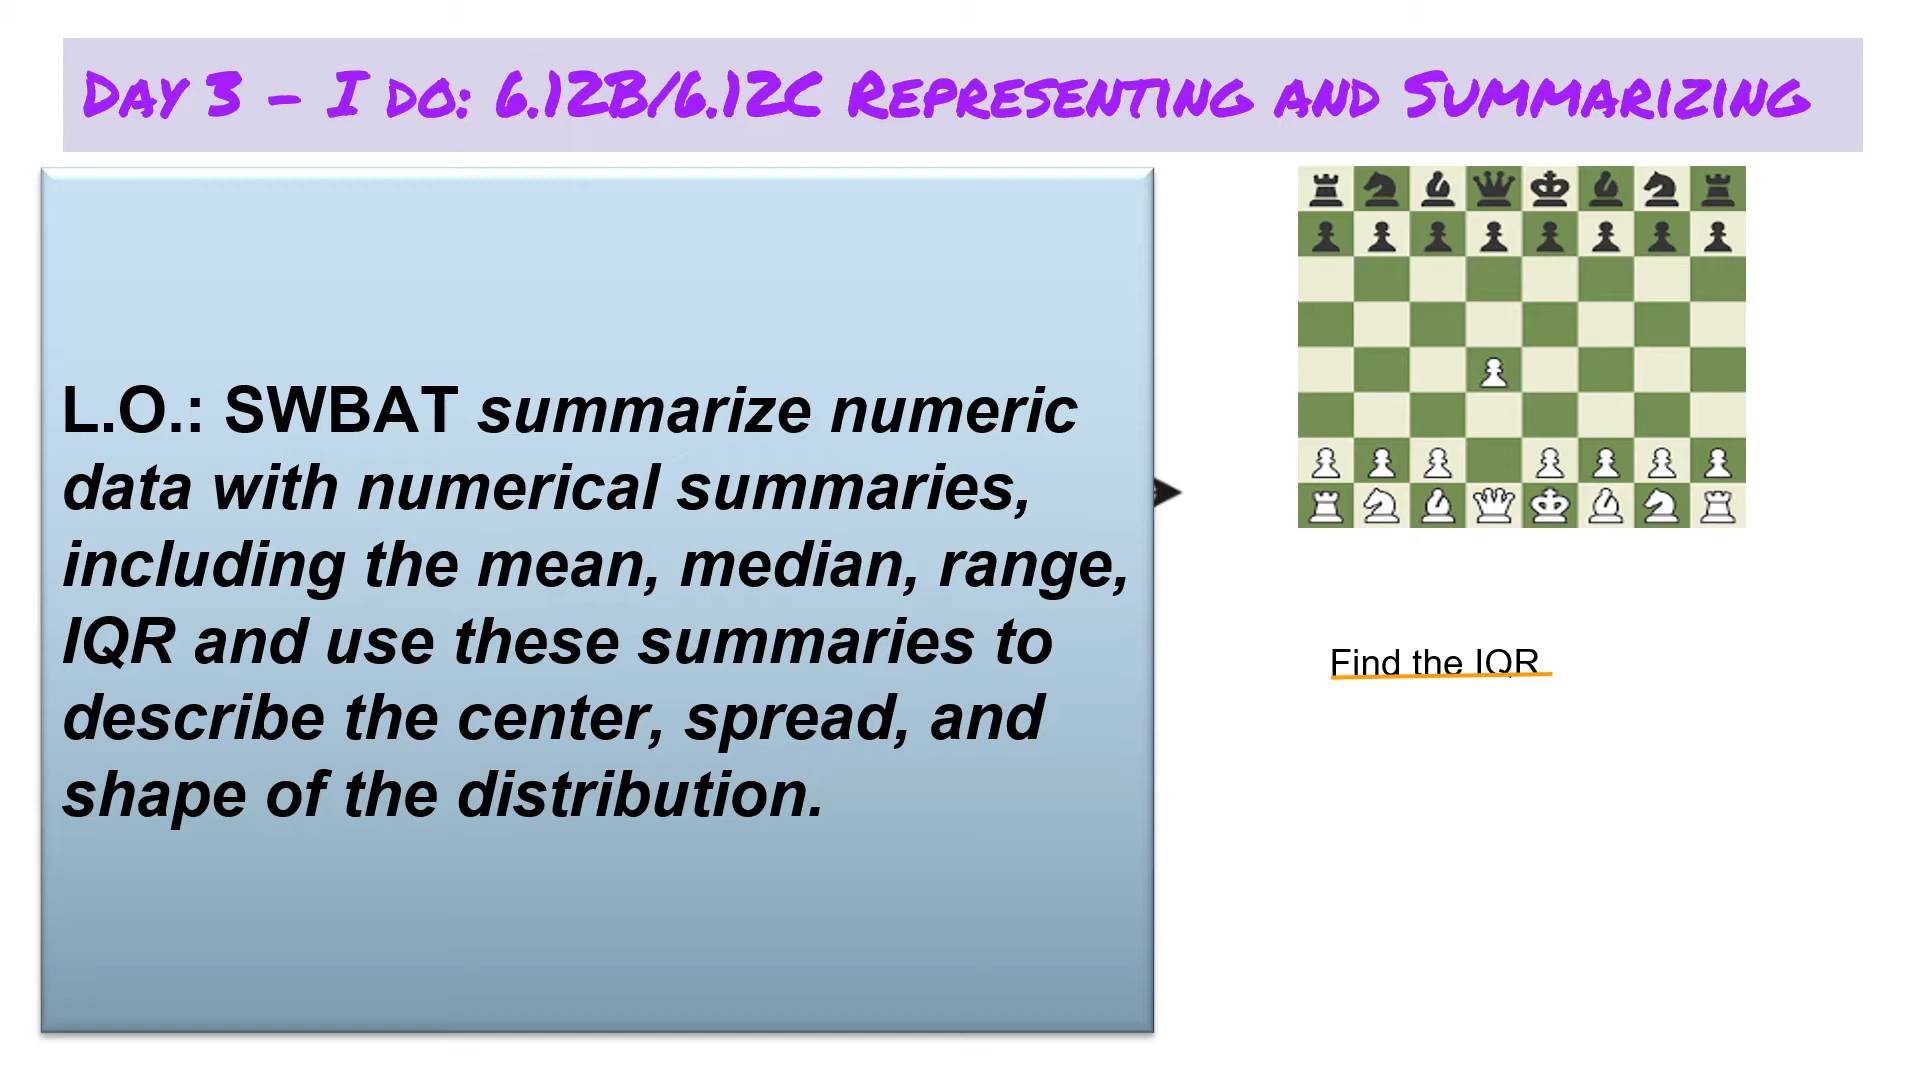 Day 3 - I do: 6.12B/6.12C Representing and Summarizing
L.O.: SWBAT summarize numeric
data with numerical summaries,
including the mean, median, range,
IQR and use these summaries to
describe the center, spread, and
shape of the distribution.
Find the IQR